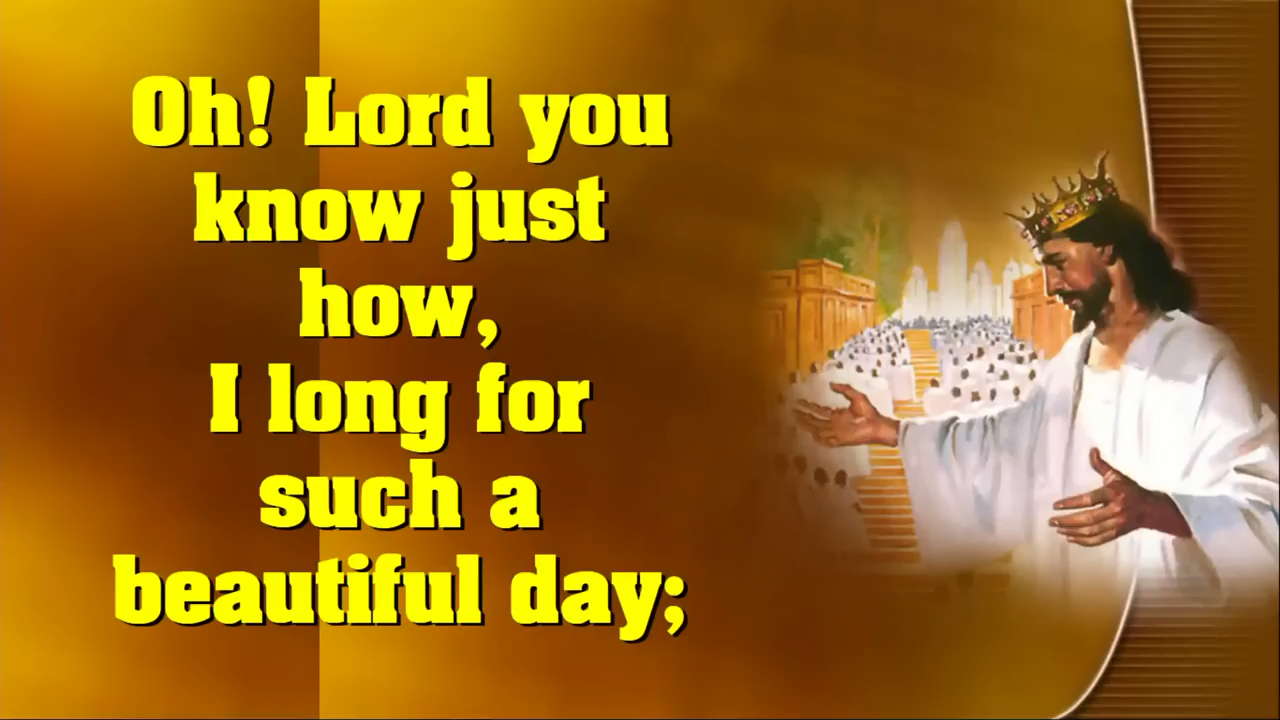 Oh! Lord you
know just
how,
I long for
such a
beautiful day;